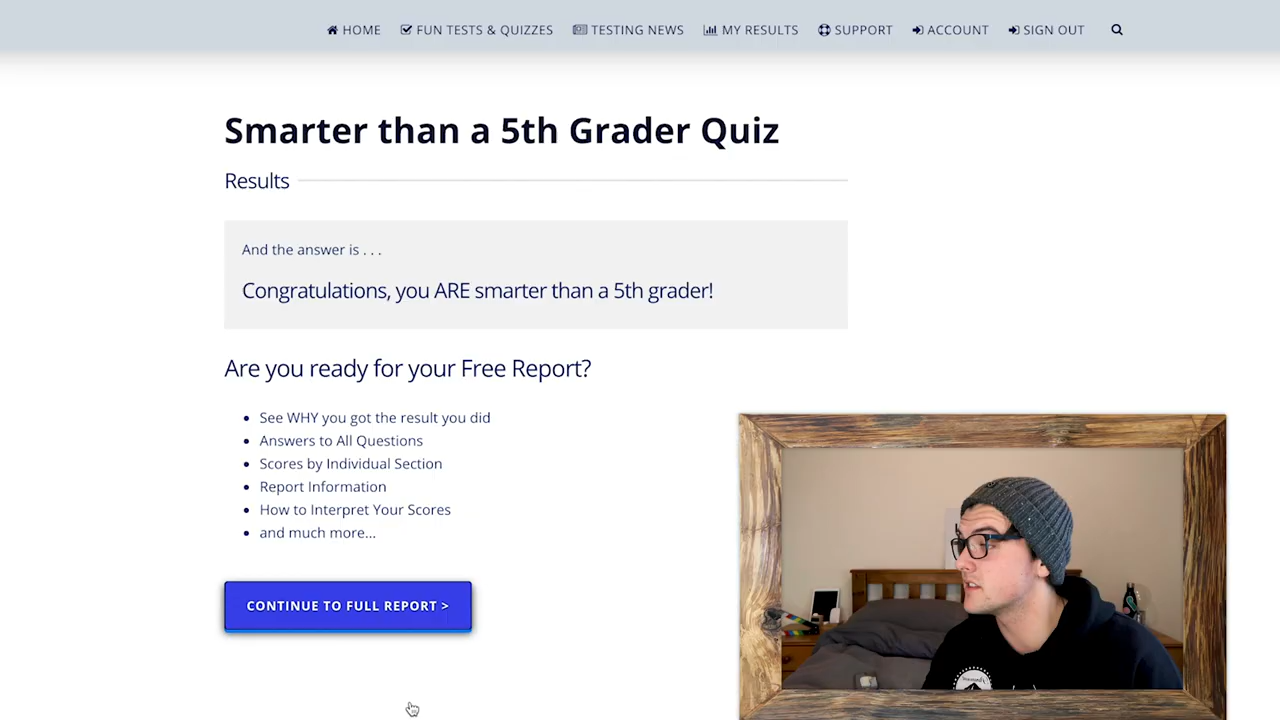 HOME FUN TESTS & QUIZZES TESTING NEWS MY RESULTS SUPPORT ACCOUNT SIGN OUT
Smarter than a 5th Grader Quiz
Results
And the answer is . . .
Congratulations, you ARE smarter than a 5th grader!
Are you ready for your Free Report?
• See WHY you got the result you did
• Answers to All Questions
• Scores by Individual Section
• Report Information
• How to Interpret Your Scores
• and much more...
CONTINUE TO FULL REPORT >